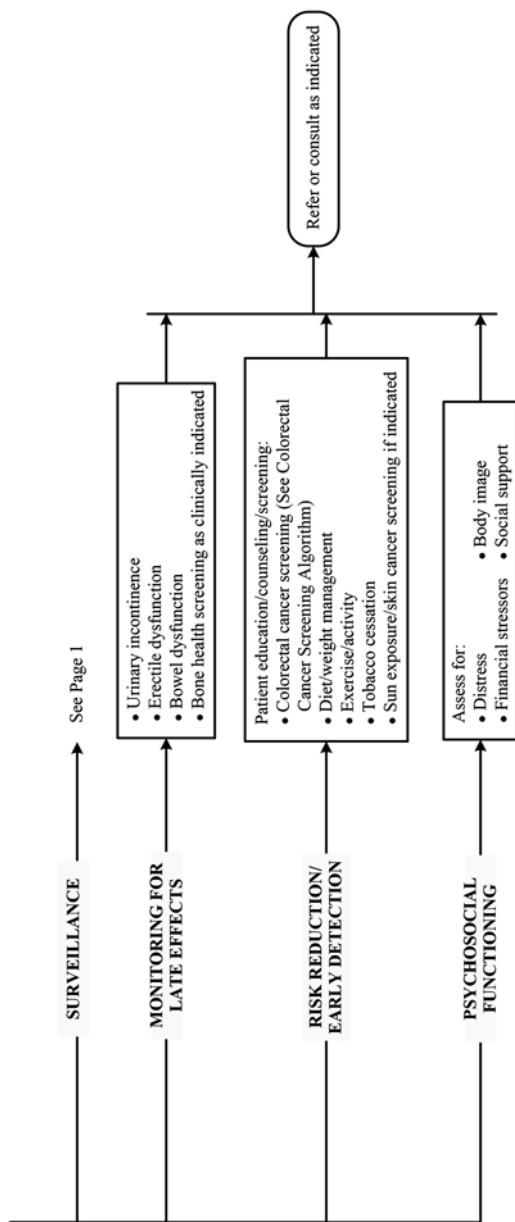 SURVEILLANCE
See Page 1
MONITORING FOR
LATE EFFECTS
• Urinary incontinence
• Erectile dysfunction
• Bowel dysfunction
• Bone health screening as clinically indicated
RISK REDUCTION/
EARLY DETECTION
Patient education/counseling/screening:
• Colorectal cancer screening (See Colorectal
Cancer Screening Algorithm)
• Diet/weight management
• Exercise/activity
• Tobacco cessation
• Sun exposure/skin cancer screening if indicated
PSYCHOSOCIAL
FUNCTIONING
Assess for:
• Distress • Body image
• Financial stressors • Social support
Refer or consult as indicated